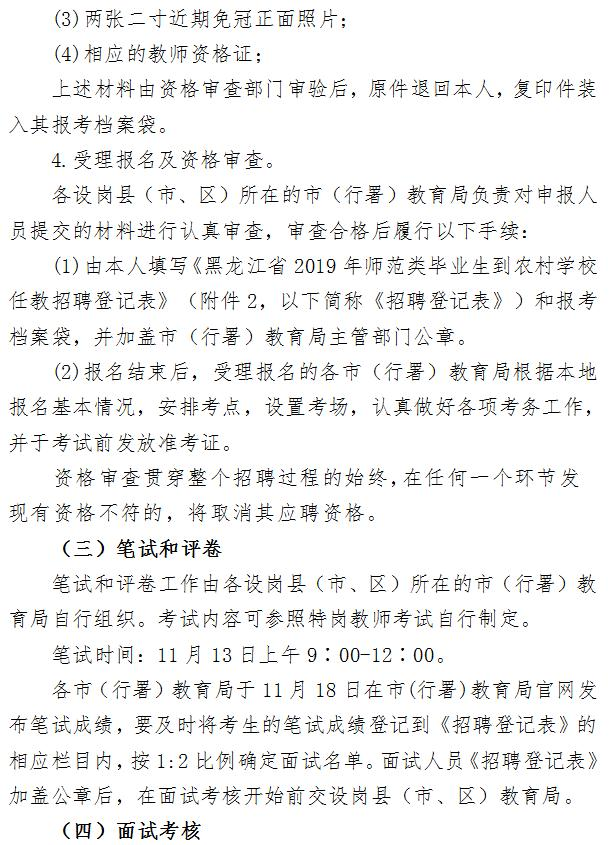 (3)两张二寸近期免冠正面照片；
(4)相应的教师资格证；
上述材料由资格审查部门审验后，原件退回本人，复印件装
入其报考档案袋。
4.受理报名及资格审查。
各设岗县（市、区）所在的市（行署）教育局负责对申报人
员提交的材料进行认真审查，审查合格后履行以下手续：
(1)由本人填写《黑龙江省 2019 年师范类毕业生到农村学校
任教招聘登记表》（附件 2，以下简称《招聘登记表》）和报考
档案袋，并加盖市（行署）教育局主管部门公章。
(2)报名结束后，受理报名的各市（行署）教育局根据本地
报名基本情况，安排考点，设置考场，认真做好各项考务工作，
并于考试前发放准考证。
资格审查贯穿整个招聘过程的始终,在任何一个环节发
现有资格不符的，将取消其应聘资格。
（三）笔试和评卷
笔试和评卷工作由各设岗县（市、区）所在的市（行署）教
育局自行组织。考试内容可参照特岗教师考试自行制定。
笔试时间：11 月 13 日上午 9∶00-12∶00。
各市（行署）教育局于 11 月 18 日在市(行署)教育局官网发
布笔试成绩，要及时将考生的笔试成绩登记到《招聘登记表》的
相应栏目内，按 1:2 比例确定面试名单。面试人员《招聘登记表》
加盖公章后，在面试考核开始前交设岗县（市、区）教育局。
（四）面试考核